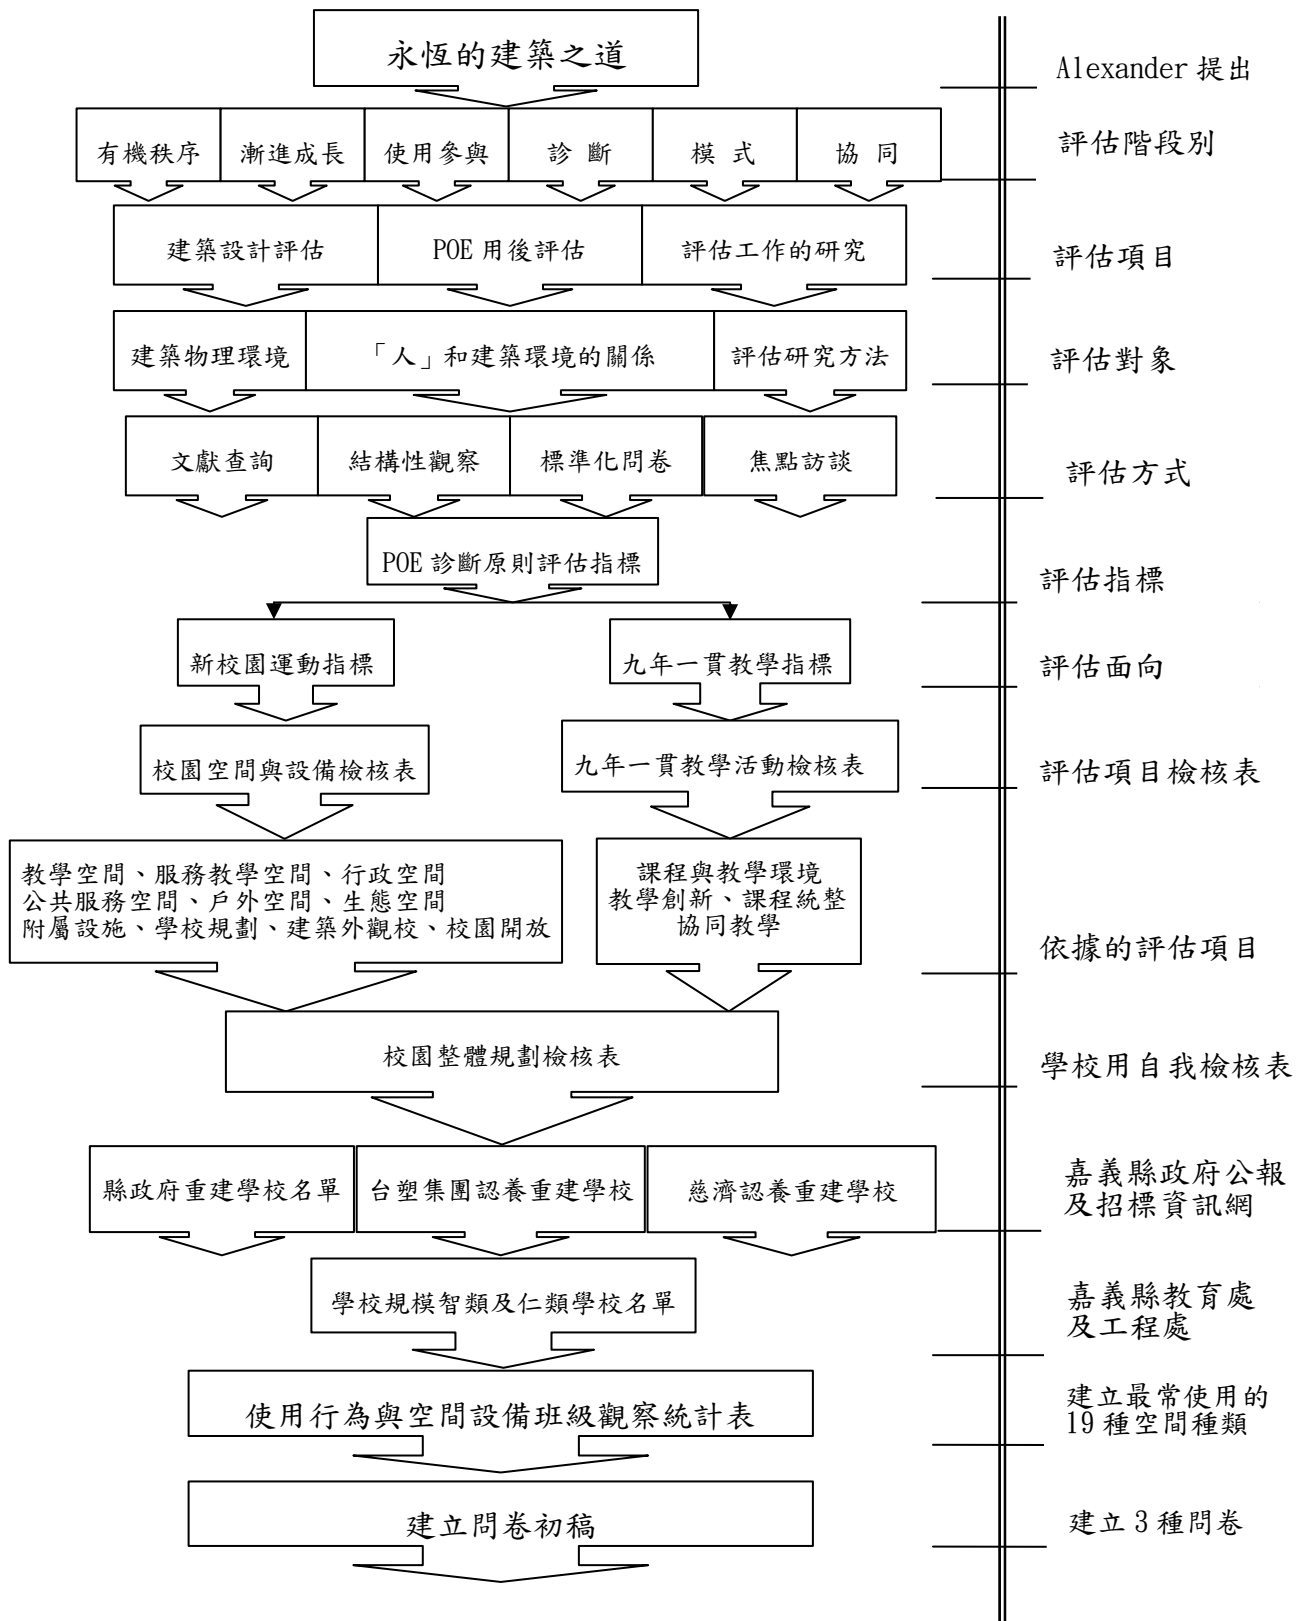 永恆的建築之道
Alexander 提出
有機秩序
漸進成長
使用參與
診 斷
模 式
協 同
評估階段別
建築設計評估
POE 用後評估
評估工作的研究
評估項目
建築物理環境
「人」和建築環境的關係
評估研究方法
評估對象
文獻查詢
結構性觀察
標準化問卷
焦點訪談
評估方式
POE 診斷原則評估指標
評估指標
新校園運動指標
九年一貫教學指標
評估面向
校園空間與設備檢核表
九年一貫教學活動檢核表
評估項目檢核表
教學空間、服務教學空間、行政空間
公共服務空間、戶外空間、生態空間
附屬設施、學校規劃、建築外觀校、校園開放
課程與教學環境
教學創新、課程統整
協同教學
依據的評估項目
校園整體規劃檢核表
學校用自我檢核表
縣政府重建學校名單
台塑集團認養重建學校
慈濟認養重建學校
嘉義縣政府公報
及招標資訊網
學校規模智類及仁類學校名單
嘉義縣教育處
及工程處
使用行為與空間設備班級觀察統計表
建立最常使用的
19 種空間種類
建立問卷初稿
建立 3 種問卷